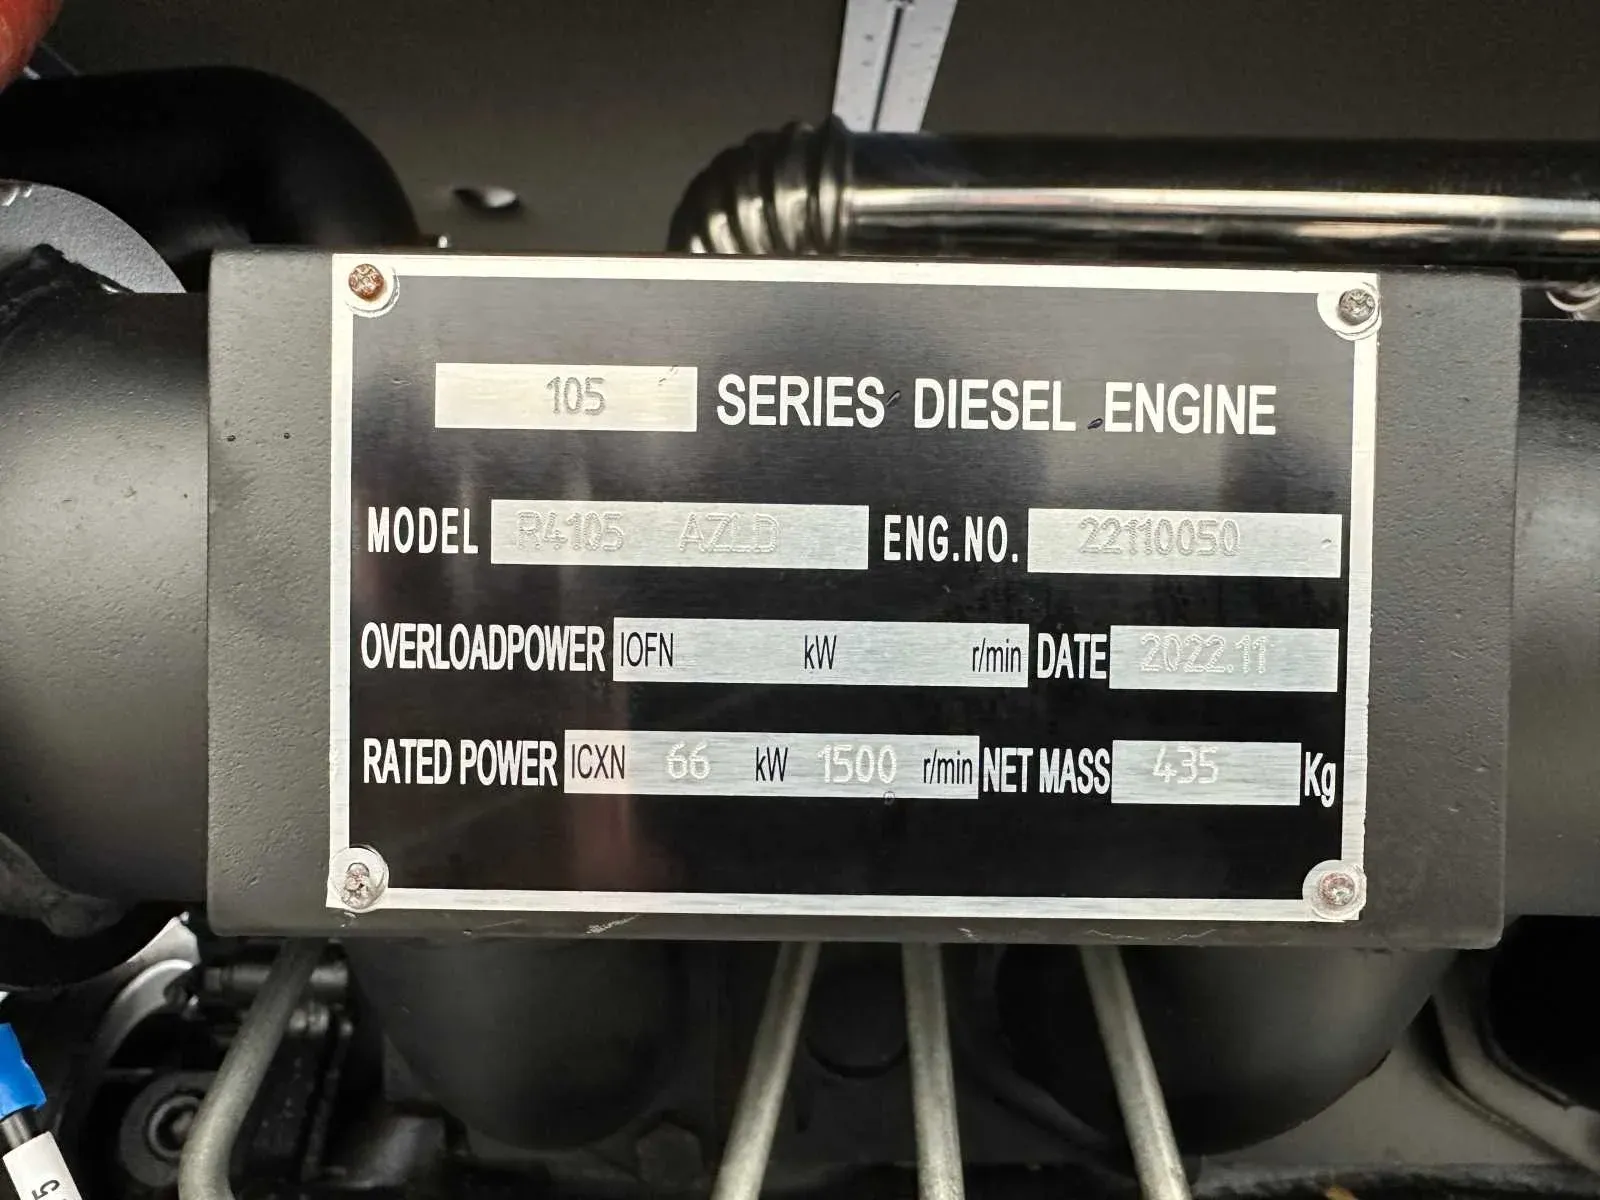 105 SERIES DIESEL ENGINE
MODEL R4105 AZLD ENG.NO. 22110050
OVERLOADPOWER IOFN kW r/min DATE 2022.11
RATED POWER ICXN 66 kW 1500 r/min NET MASS 435 Kg
5